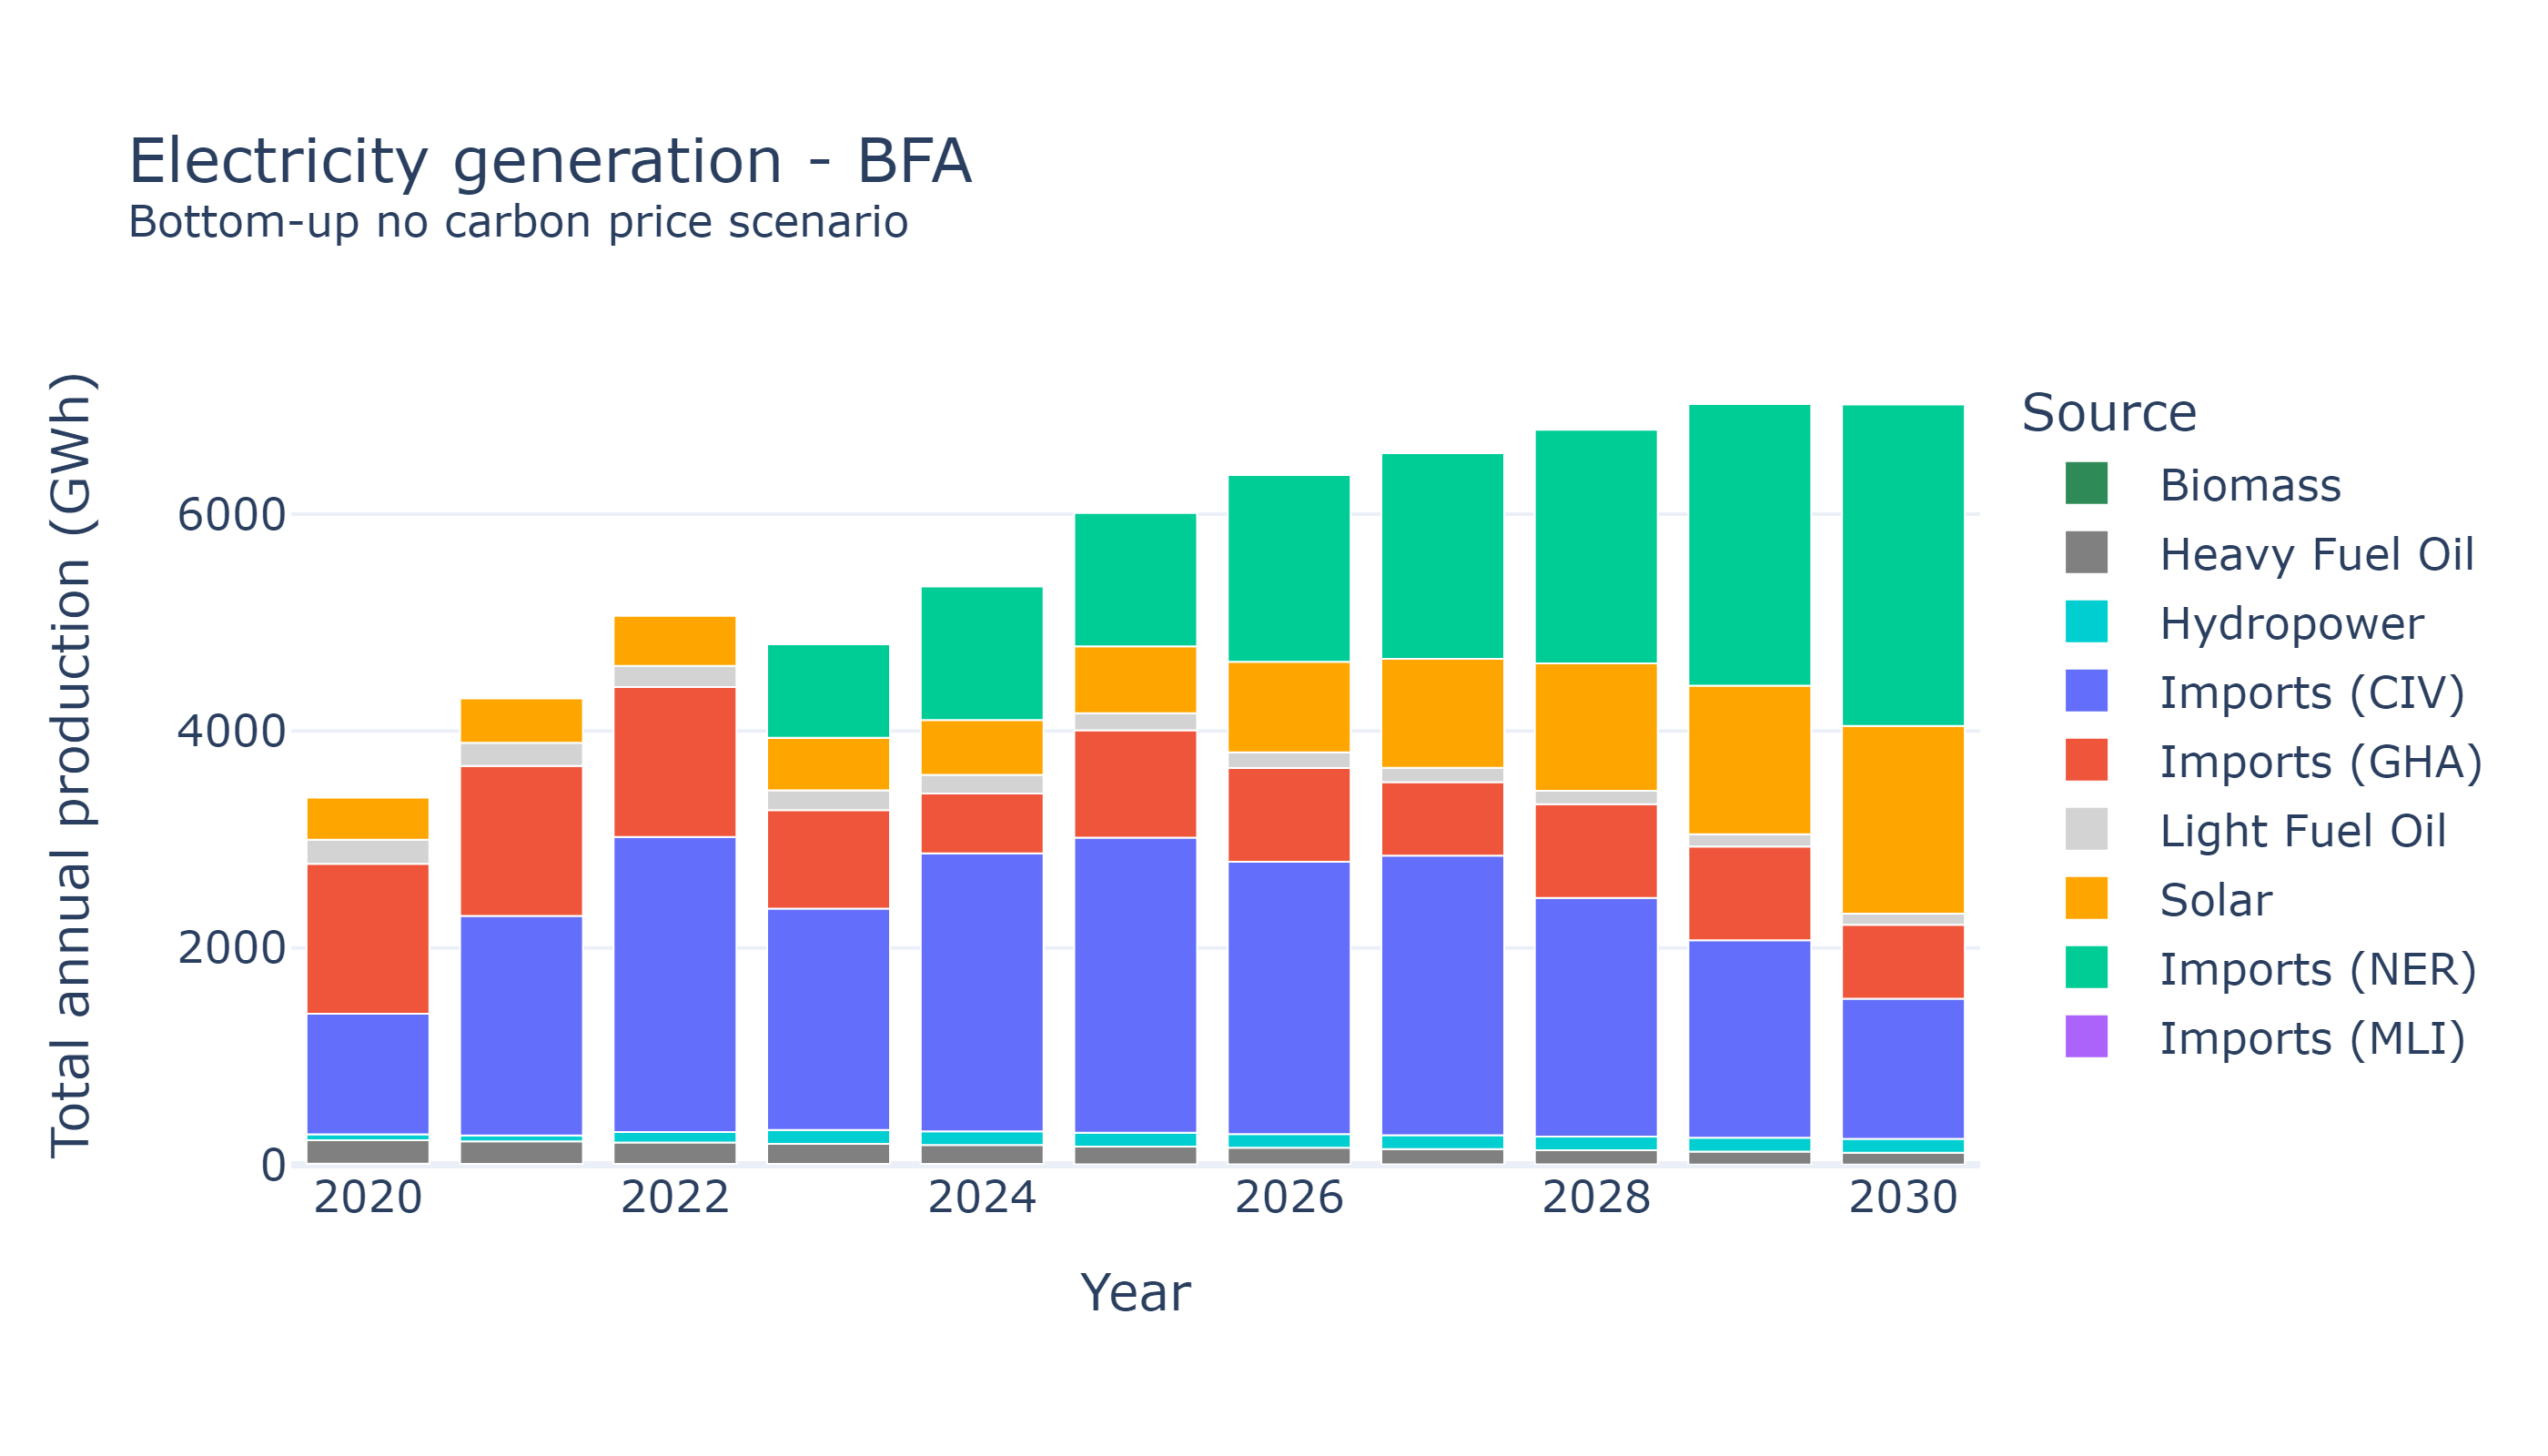 Electricity generation - BFA
Bottom-up no carbon price scenario
Total annual production (GWh)
6000
4000
2000
0
2020
2022
2024
2026
2028
2030
Year
Source
Biomass
Heavy Fuel Oil
Hydropower
Imports (CIV)
Imports (GHA)
Light Fuel Oil
Solar
Imports (NER)
Imports (MLI)